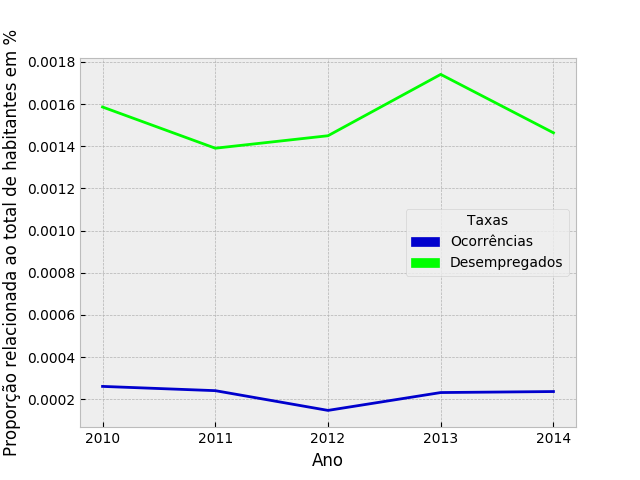 Proporção relacionada ao total de habitantes em %
0.0018
0.0016
0.0014
0.0012
0.0010
0.0008
0.0006
0.0004
0.0002
Taxas
Ocorrências
Desempregados
2010 2011 2012 2013 2014
Ano